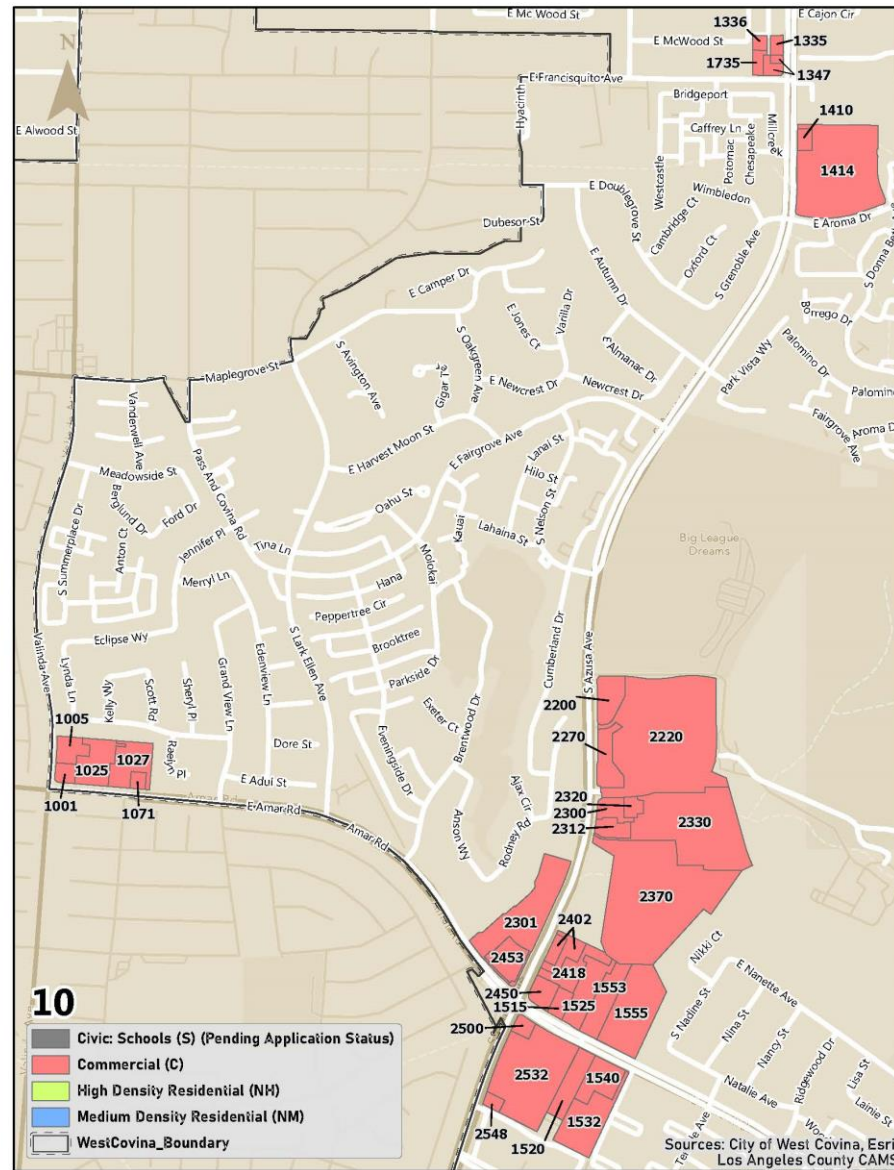 E Mc Wood St
E Cajon Cir
1336
1335
E McWood St
1735
1347
N
E Francisquito Ave
Hyacinth
Bridgeport
1410
E Alwood St
Caffrey Ln
Millcreek
Potomac
Chesapeake
Westcastle
1414
Wimbledon
E Doublegrove St
Cambridge Ct
Oxford Ct
S Grenoble Ave
E Aroma Dr
Dubesor St
E Autumn Dr
E Camper Dr
Varilla Dr
E Jones Ct
S Oakgreen Ave
Borrego Dr
S Avington Ave
E Almanac Dr
Park Vista Wy
Palomino Dr
Maplegrove St
Gigar Ter
E Newcrest Dr
Newcrest Dr
Vanderwell Ave
Fairgrove Ave
Aroma D
Pass And Covina Rd
E Harvest Moon St
E Fairgrove Ave
Lanai St
Hilo St
Meadowside St
Berglund Dr
Ford Dr
Oahu St
S Nelson St
Lahaina St
Kauai
S Summerplace Dr
Anton Ct
Jennifer Pl
Tina Ln
Molokai
Big League
Dreams
Merryl Ln
Hana
Peppertree Cir
Eclipse Wy
Brooktree
Valinda Ave
Lynda Ln
Kelly Wy
Scott Rd
Sheryl Pl
Grand View Ln
Edenview Ln
S Lark Ellen Ave
Parkside Dr
Exeter Ct
Brentwood Dr
Cumberland Dr
S Azusa Ave
2200
2270
2220
1005
1025
1027
Raelyn Pl
Dore St
Eveningside Dr
1001
1071
E Adui St
Amar Rd
E Amar Rd
Ajax Cir
2320
2300
2312
2330
Amar Rd
Anson Wy
Rodney Rd
2370
2301
2402
2453
2418
Nikki Ct
E Nanette Ave
2450
1553
1515
1525
1555
S Nadine St
Nina St
Nancy St
Ridgewood Dr
Lisa St
Lainie St
2500
2532
1540
Natalie Ave
1532
2548
1520
10
Civic: Schools (S) (Pending Application Status)
Commercial (C)
High Density Residential (NH)
Medium Density Residential (NM)
WestCovina_Boundary
Sources: City of West Covina, Esri
Los Angeles County CAMS